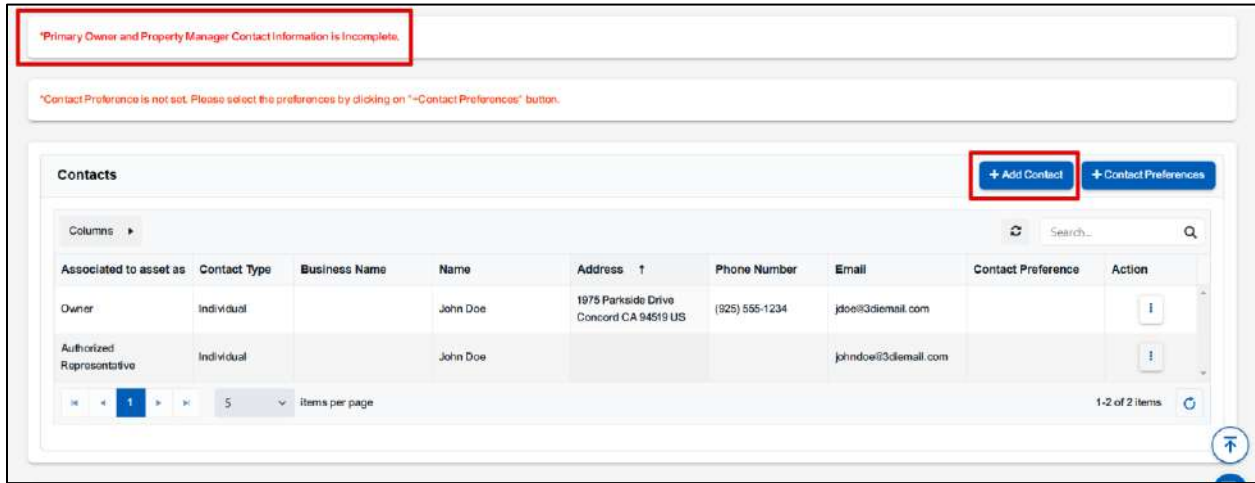 *Primary Owner and Property Manager Contact Information is Incomplete.
*Contact Preference is not set. Please select the preferences by clicking on "+Contact Preferences" button.
Contacts
+ Add Contact
+ Contact Preferences
Columns
Search...
Associated to asset as Contact Type Business Name Name Address ↑ Phone Number Email Contact Preference Action
Owner Individual John Doe 1975 Parkside Drive (925) 555-1234 jdoe@3diemail.com
Concord CA 94519 US
Authorized Individual John Doe johndoe@3diemail.com
Representative
1 5 items per page 1-2 of 2 items